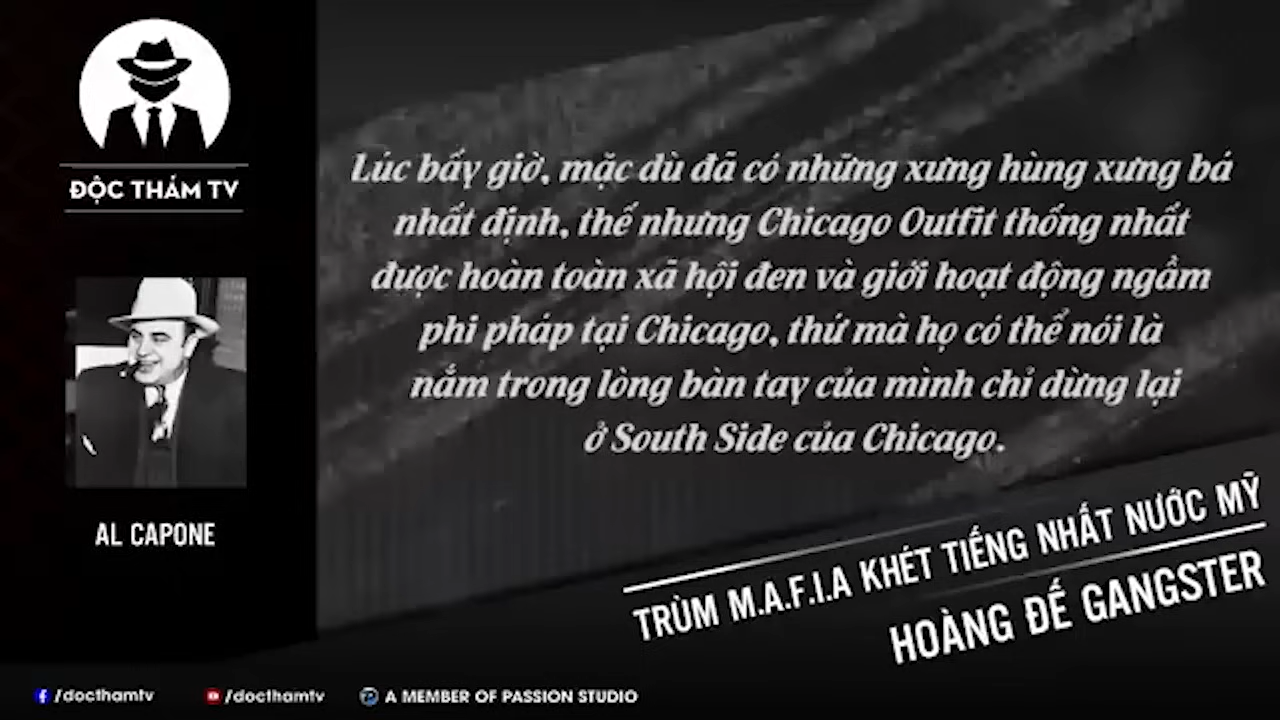 ĐỘC THÁM TV
AL CAPONE
Lúc bấy giờ, mặc dù đã có những xưng hùng xưng bá
nhất định, thế nhưng Chicago Outfit thống nhất
được hoàn toàn xã hội đen và giới hoạt động ngầm
phi pháp tại Chicago, thứ mà họ có thể nói là
nắm trong lòng bàn tay của mình chỉ dừng lại
ở South Side của Chicago.
TRÙM M.A.F.I.A KHÉT TIẾNG NHẤT NƯỚC MỸ
HOÀNG ĐẾ GANGSTER
/docthamtv
/docthamtv
A MEMBER OF PASSION STUDIO